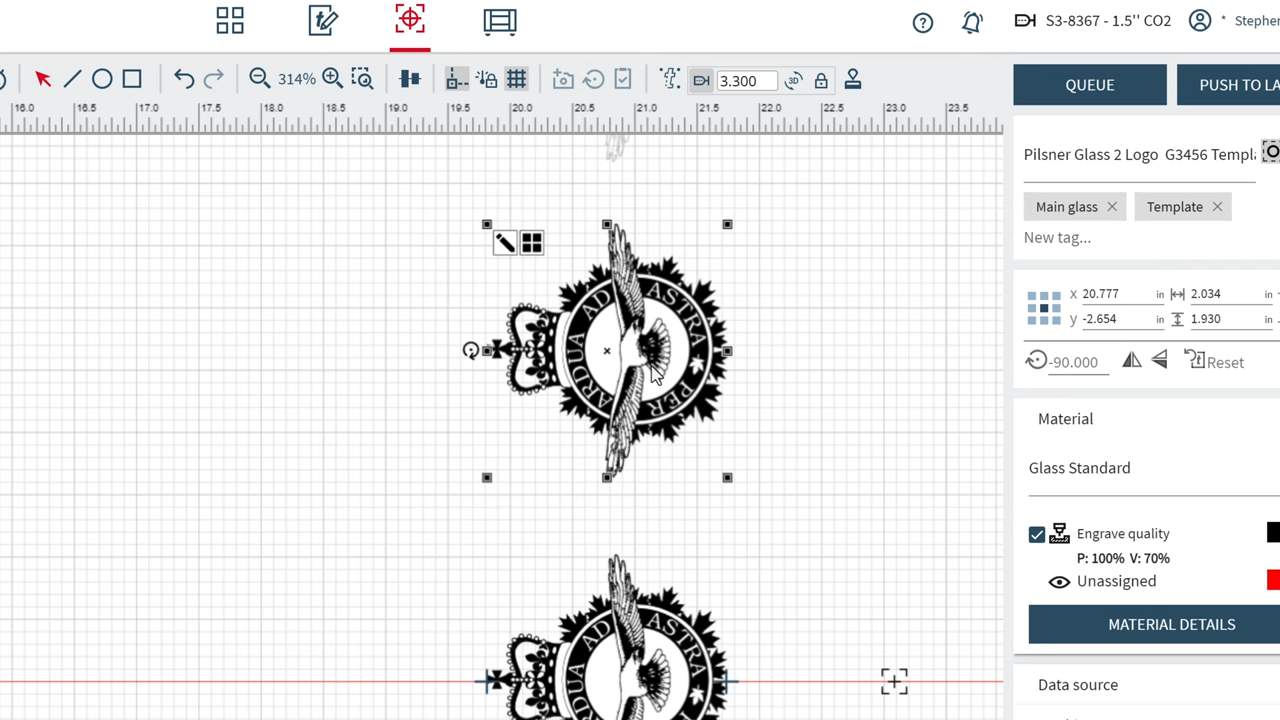 S3-8367 - 1.5'' CO2
* Stephe
314%
3.300
QUEUE
PUSH TO LA
16.0 16.5 17.0 17.5 18.0 18.5 19.0 19.5 20.0 20.5 21.0 21.5 22.0 23.0 23.5
Pilsner Glass 2 Logo G3456 Templa
Main glass
Template
New tag...
x 20.777 in 2.034 in
y -2.654 in 1.930 in
-90.000 Reset
PER ARDUA AD ASTRA
Material
Glass Standard
Engrave quality
P: 100% V: 70%
Unassigned
MATERIAL DETAILS
PER ARDUA AD ASTRA
Data source